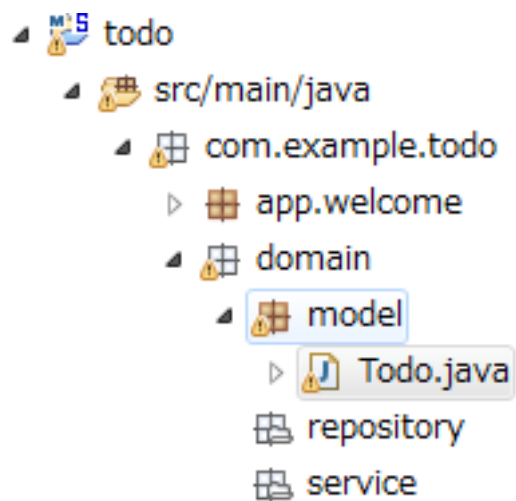 todo
src/main/java
com.example.todo
app.welcome
domain
model
Todo.java
repository
service